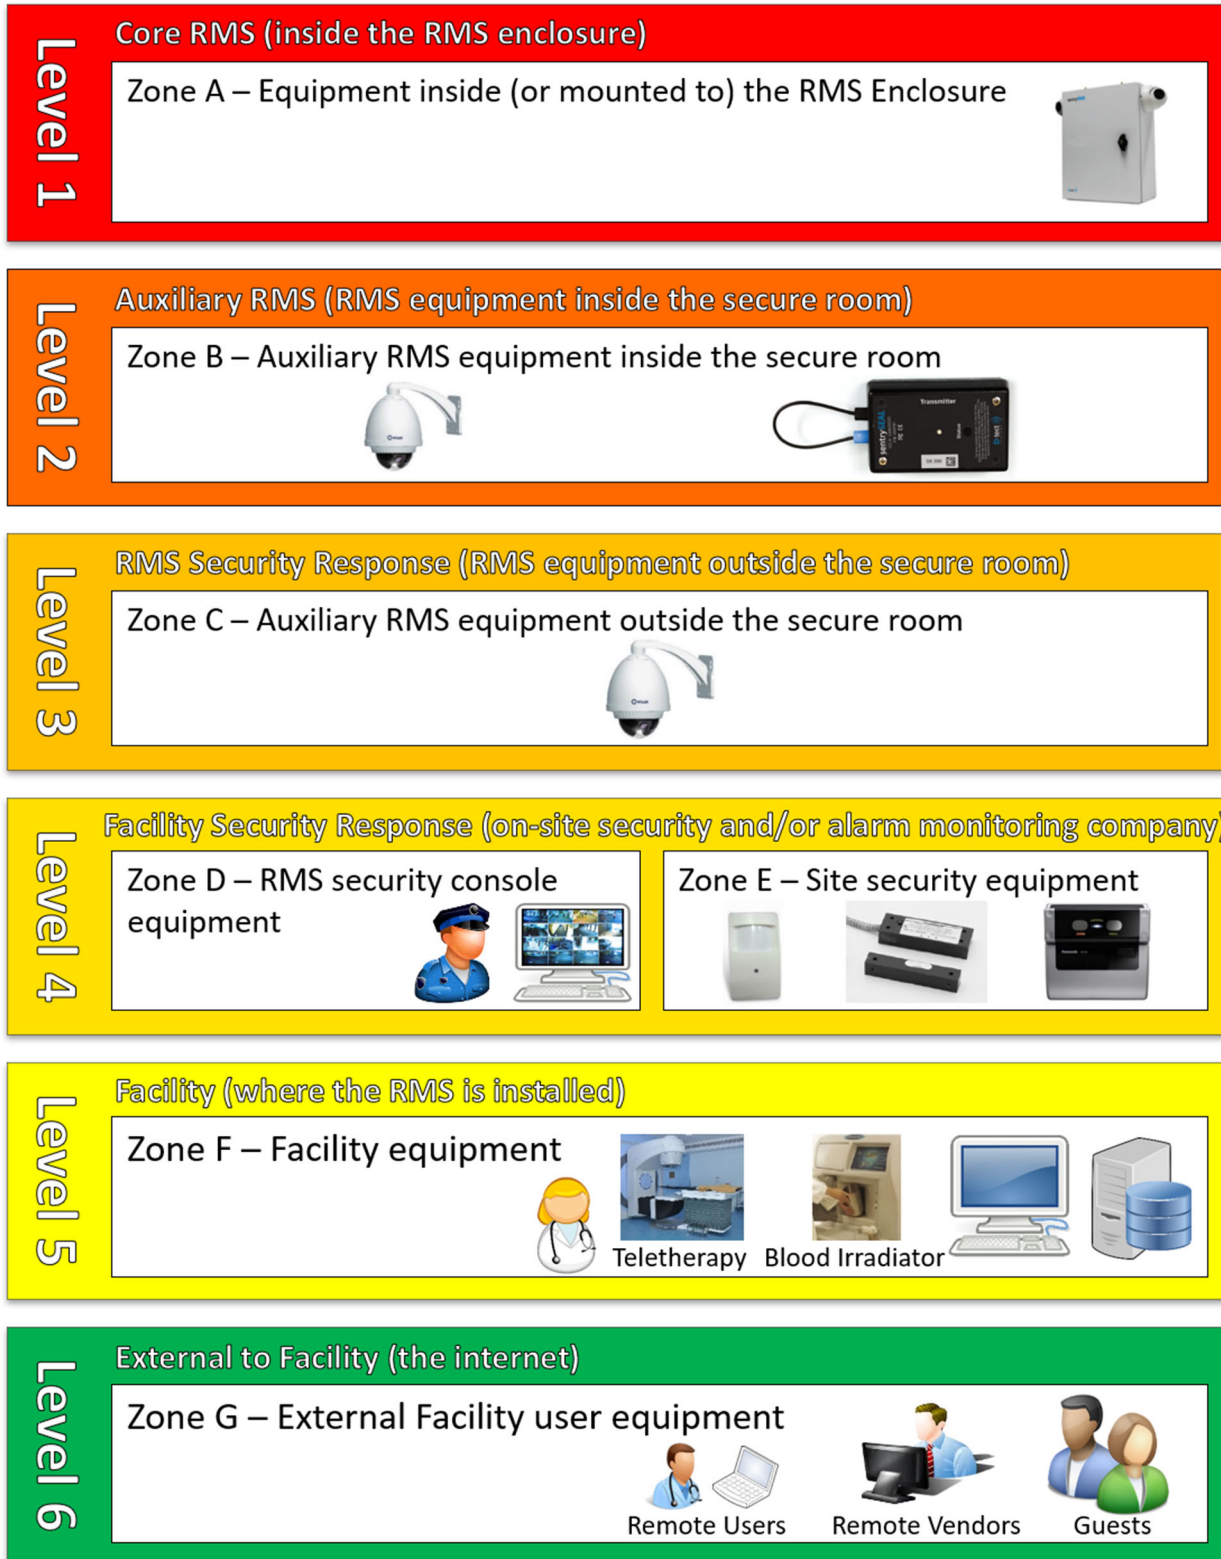 Level 1
Core RMS (inside the RMS enclosure)
Zone A – Equipment inside (or mounted to) the RMS Enclosure
Level 2
Auxiliary RMS (RMS equipment inside the secure room)
Zone B – Auxiliary RMS equipment inside the secure room
Transmitter
sentrySEAL
Status
D-tect
Level 3
RMS Security Response (RMS equipment outside the secure room)
Zone C – Auxiliary RMS equipment outside the secure room
Level 4
Facility Security Response (on-site security and/or alarm monitoring company)
Zone D – RMS security console
equipment
Zone E – Site security equipment
Level 5
Facility (where the RMS is installed)
Zone F – Facility equipment
Teletherapy
Blood Irradiator
Level 6
External to Facility (the internet)
Zone G – External Facility user equipment
Remote Users
Remote Vendors
Guests